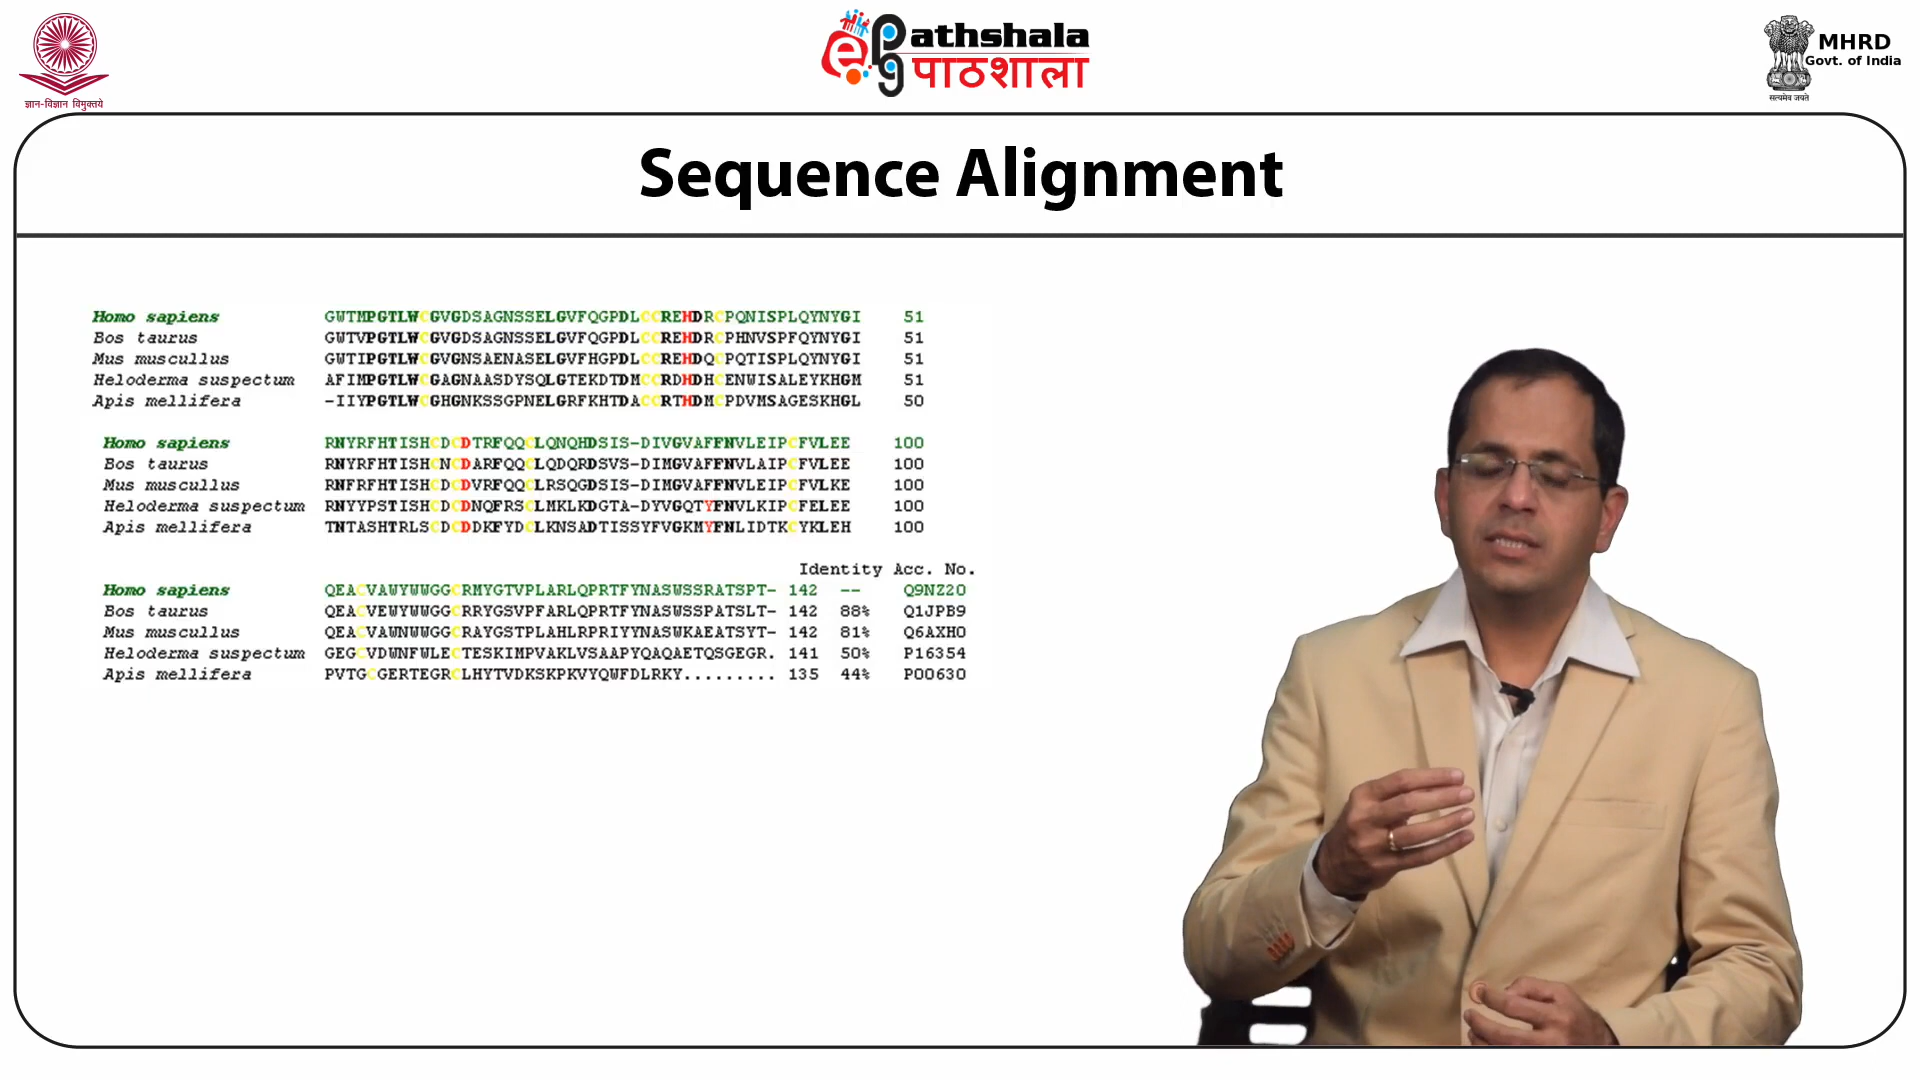 ज्ञान-विज्ञान विमुक्तये
ePG Pathshala
पाठशाला
MHRD
Govt. of India
सत्यमेव जयते
Sequence Alignment
Homo sapiens GWTMPGTLWCGVGDSAGNSSELGVFQGPDLCCREHDRCPQNISPLQYNYGI 51
Bos taurus GWTVPGTLWCGVGDSAGNSSELGVFQGPDLCCREHDRCPHNVSPFQYNYGI 51
Mus muscullus GWTIPGTLWCGVGNSAENASELGVFHGPDLCCREHDQCPQTISPLQYNYGI 51
Heloderma suspectum AFIMPGTLWCGAGNAASDYSQLGTEKDTDMCCRDHDHCENWISALEYKHGM 51
Apis mellifera -IIYPGTLWCGHGNKSSGPNELGRFKHTDACCRTHDMCPDVMSAGESKHGL 50
Homo sapiens RNYRFHTISHCDCDTRFQQCLQNQHDSIS-DIVGVAFFNVLEIPCFVLEE 100
Bos taurus RNYRFHTISHCNCDARFQQCLQDQRDSVS-DIMGVAFFNVLAIPCFVLEE 100
Mus muscullus RNFRFHTISHCDCDVRFQQCLRSQGDSIS-DIMGVAFFNVLEIPCFVLKE 100
Heloderma suspectum RNYYPSTISHCDCDNQFRSCLMKLKDGTA-DYVGQTYFNVLKIPCFELEE 100
Apis mellifera TNTASHTRLSCDCDDKFYDCLKNSADTISSYFVGKMYFNLIDTKCYKLEH 100
Identity Acc. No.
Homo sapiens QEACVAWYWWGGCRMYGTVPLARLQPRTFYNASWSSRATSPT- 142 -- Q9NZ20
Bos taurus QEACVEWYWWGGCRRYGSVPFARLQPRTFYNASWSSPATSLT- 142 88% Q1JPB9
Mus muscullus QEACVAWNWWGGCRAYGSTPLAHLRPRIYYNASWKAEATSYT- 142 81% Q6AXH0
Heloderma suspectum GEGCVDWNFWLECTESKIMPVAKLVSAAPYQAQAETQSGEGR. 141 50% P16354
Apis mellifera PVTGCGERTEGRCLHYTVDKSKPKVYQWFDLRKY......... 135 44% P00630